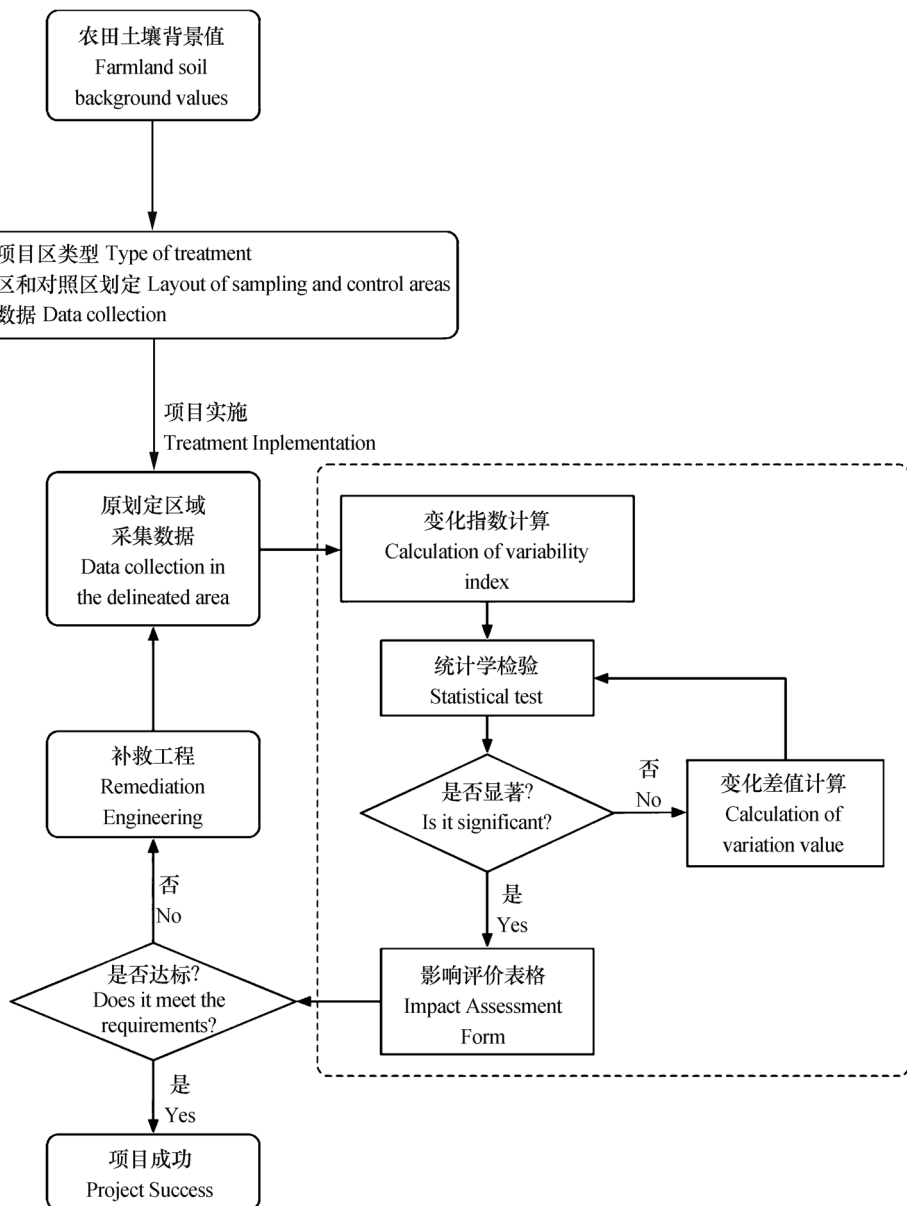 农田土壤背景值
Farmland soil
background values
项目区类型 Type of treatment
区和对照区划定 Layout of sampling and control areas
数据 Data collection
项目实施
Treatment Inplementation
原划定区域
采集数据
Data collection in
the delineated area
变化指数计算
Calculation of variability
index
统计学检验
Statistical test
补救工程
Remediation
Engineering
是否显著?
Is it significant?
否
No
变化差值计算
Calculation of
variation value
是
Yes
影响评价表格
Impact Assessment
Form
否
No
是否达标?
Does it meet the
requirements?
是
Yes
项目成功
Project Success